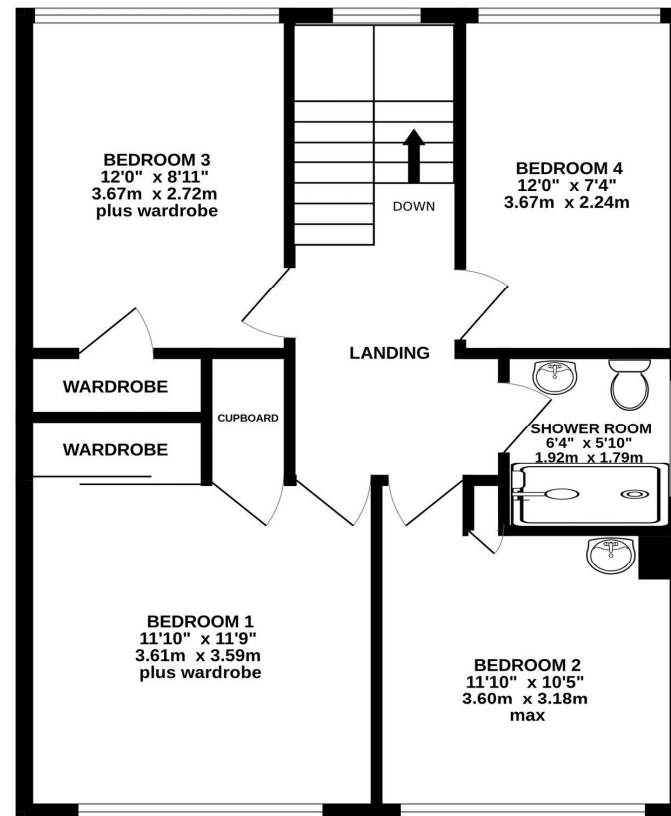 BEDROOM 3
12'0" x 8'11"
3.67m x 2.72m
plus wardrobe
BEDROOM 4
12'0" x 7'4"
3.67m x 2.24m
DOWN
LANDING
WARDROBE
CUPBOARD
WARDROBE
SHOWER ROOM
6'4" x 5'10"
1.92m x 1.79m
BEDROOM 1
11'10" x 11'9"
3.61m x 3.59m
plus wardrobe
BEDROOM 2
11'10" x 10'5"
3.60m x 3.18m
max